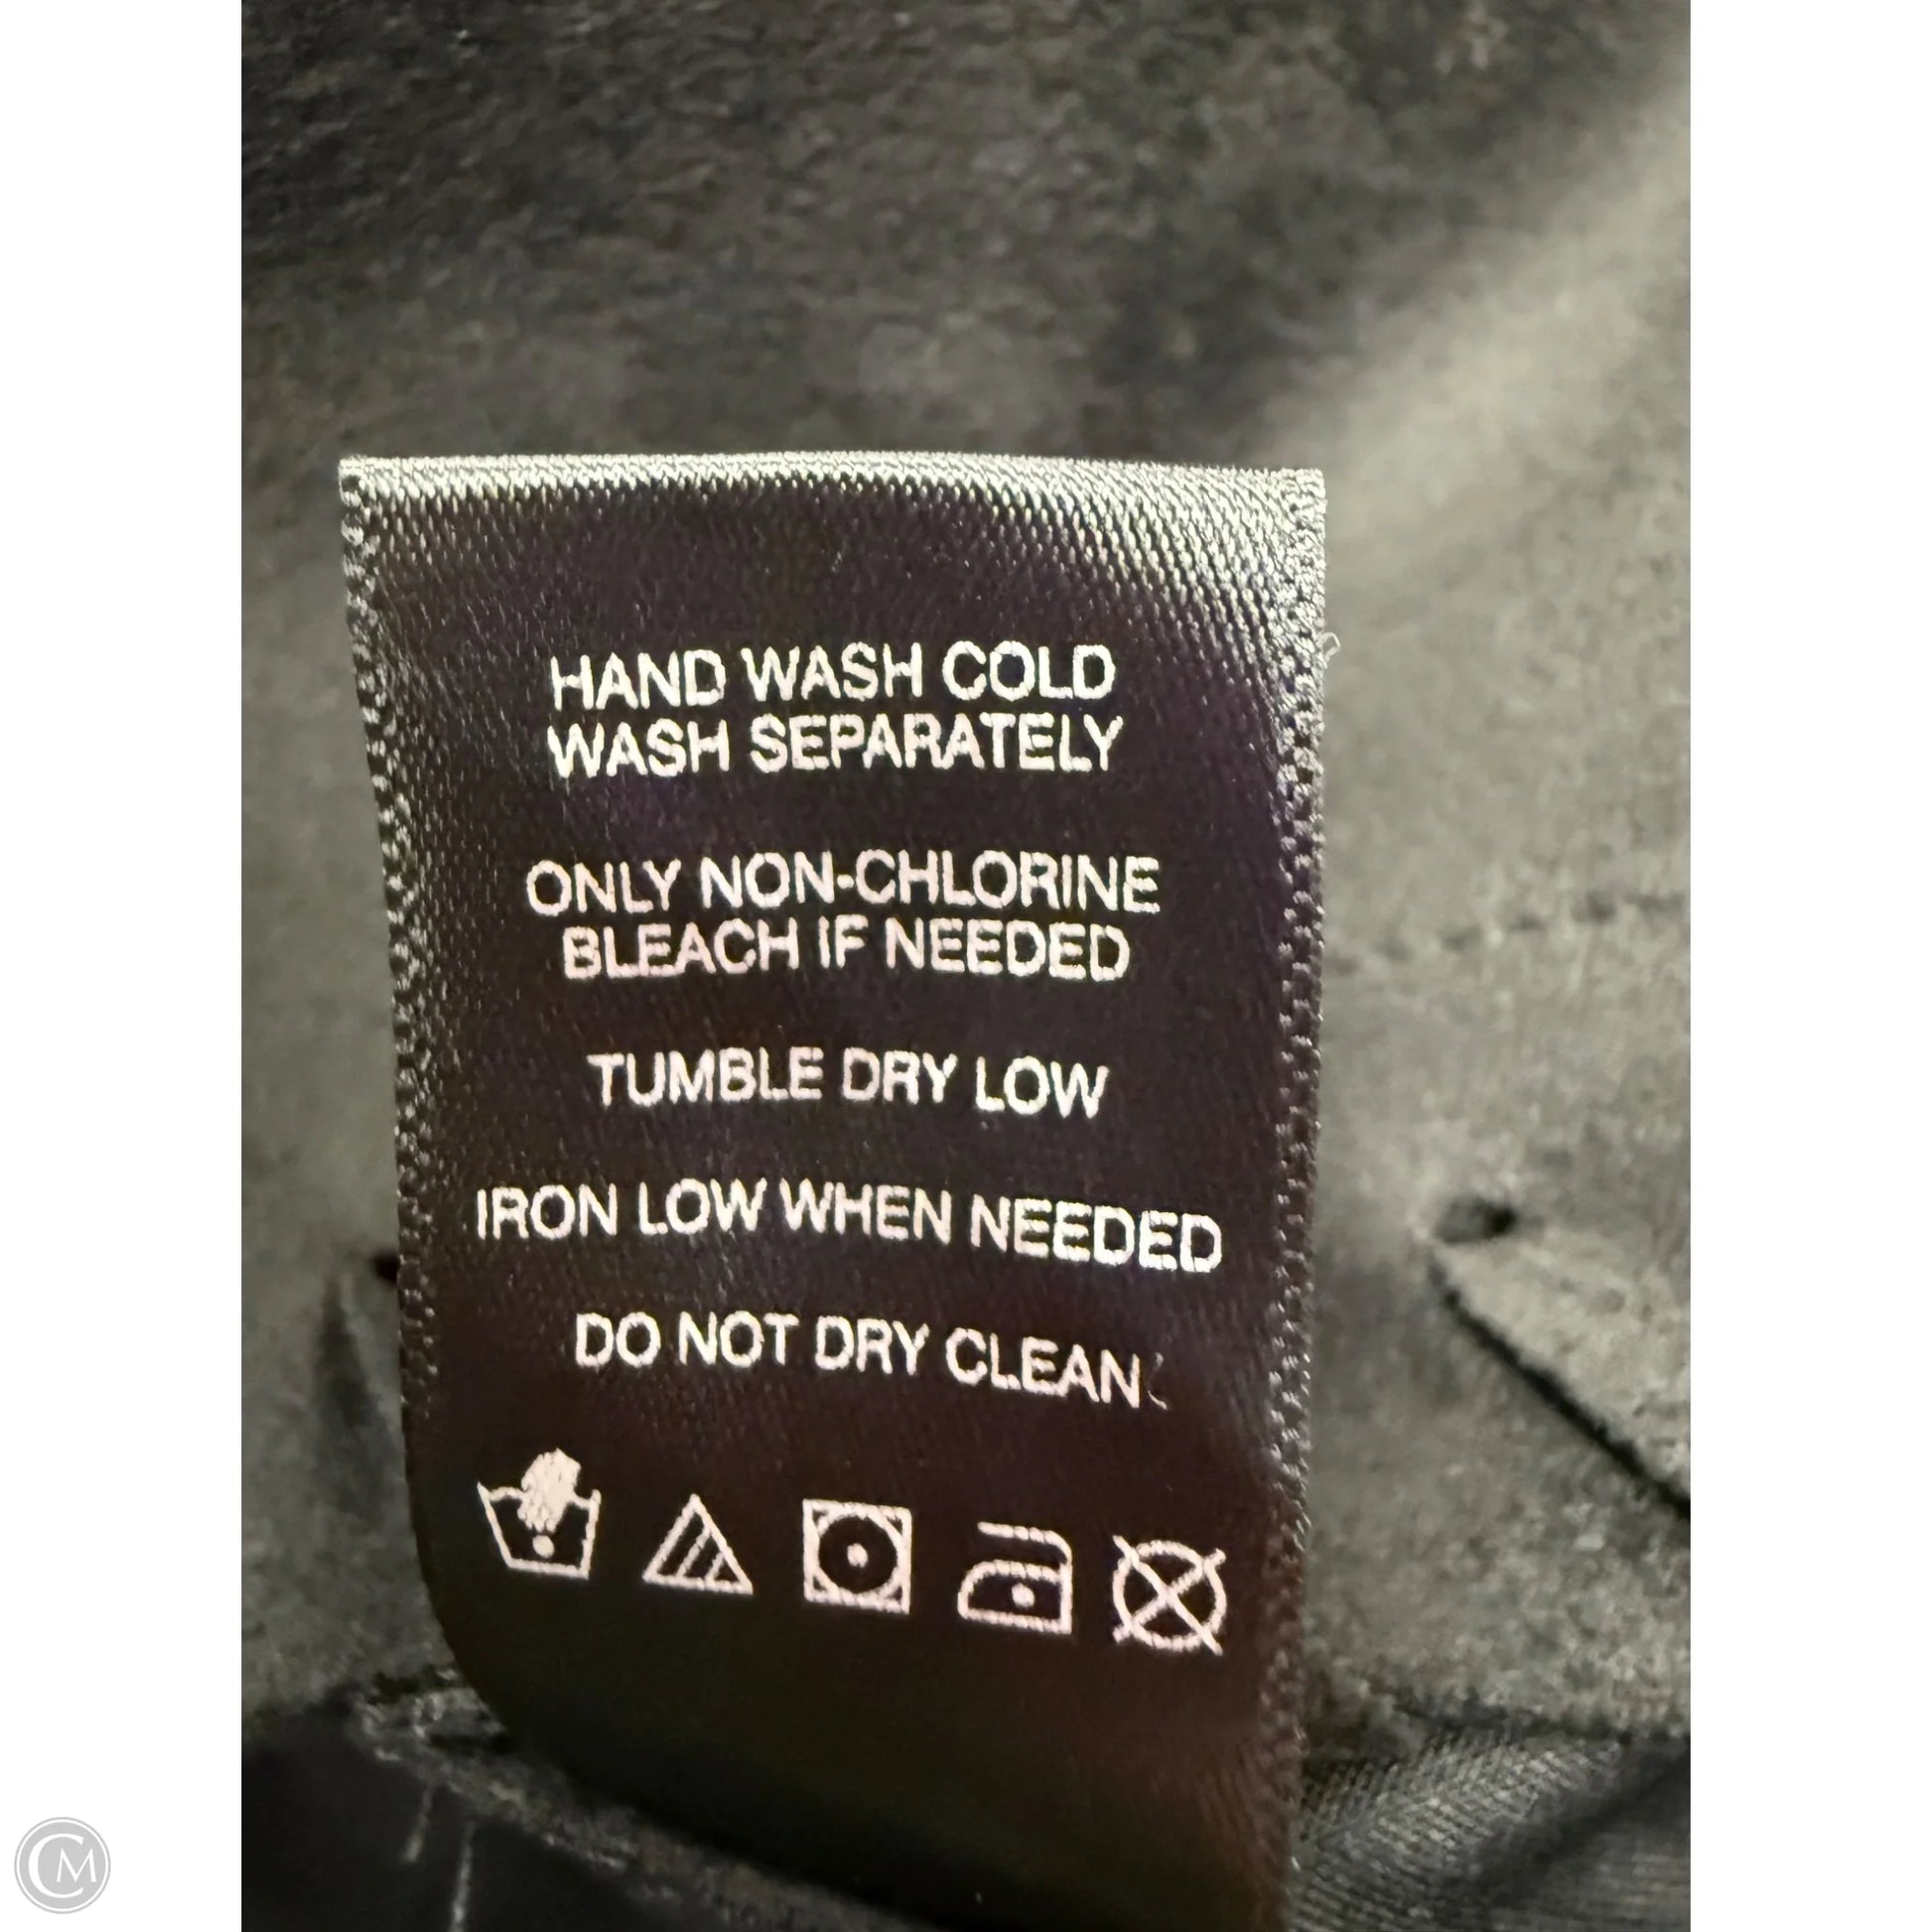 HAND WASH COLD
WASH SEPARATELY
ONLY NON-CHLORINE
BLEACH IF NEEDED
TUMBLE DRY LOW
IRON LOW WHEN NEEDED
DO NOT DRY CLEAN
CM